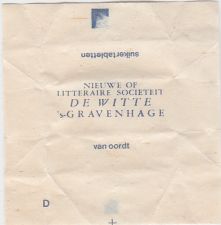 suikertabletten
NIEUWE OF
LITTERAIRE SOCIETEIT
DE WITTE
'S-GRAVENHAGE
van oordt
D